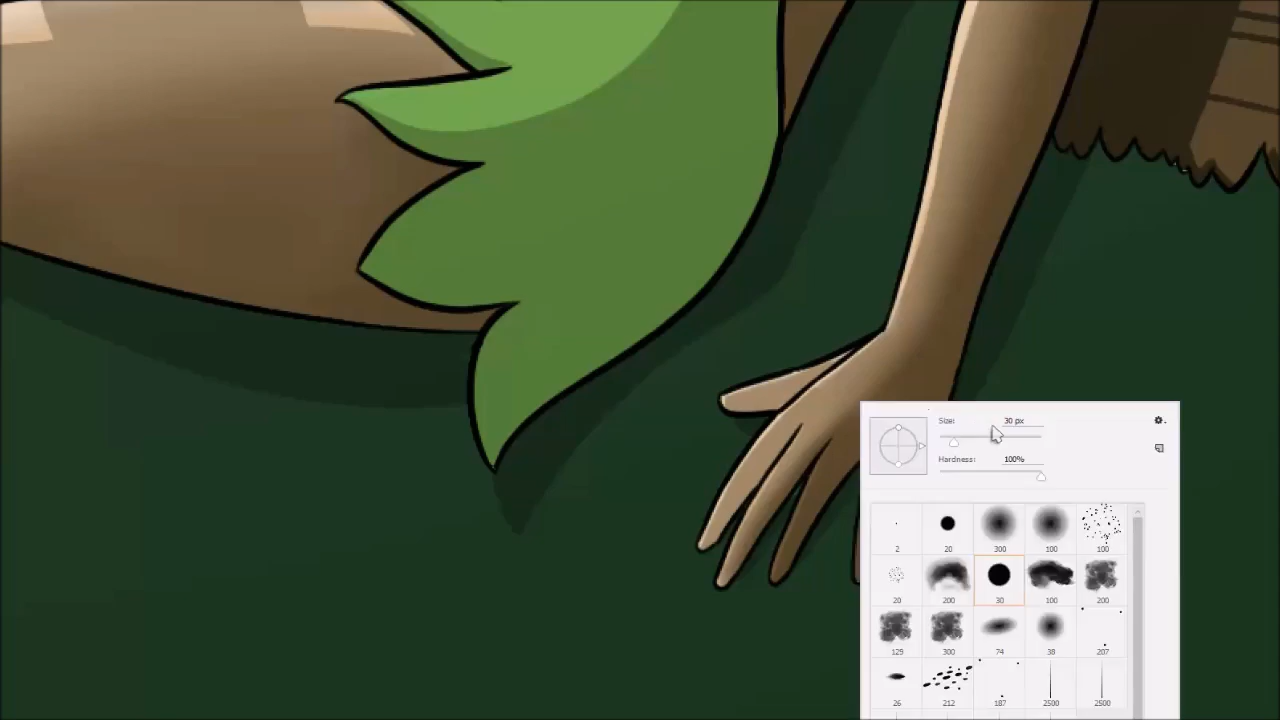 Size: 30 px
Hardness: 100%
2 20 300 100 100
20 200 30 100 200
129 300 74 38 207
26 212 187 2500 2500